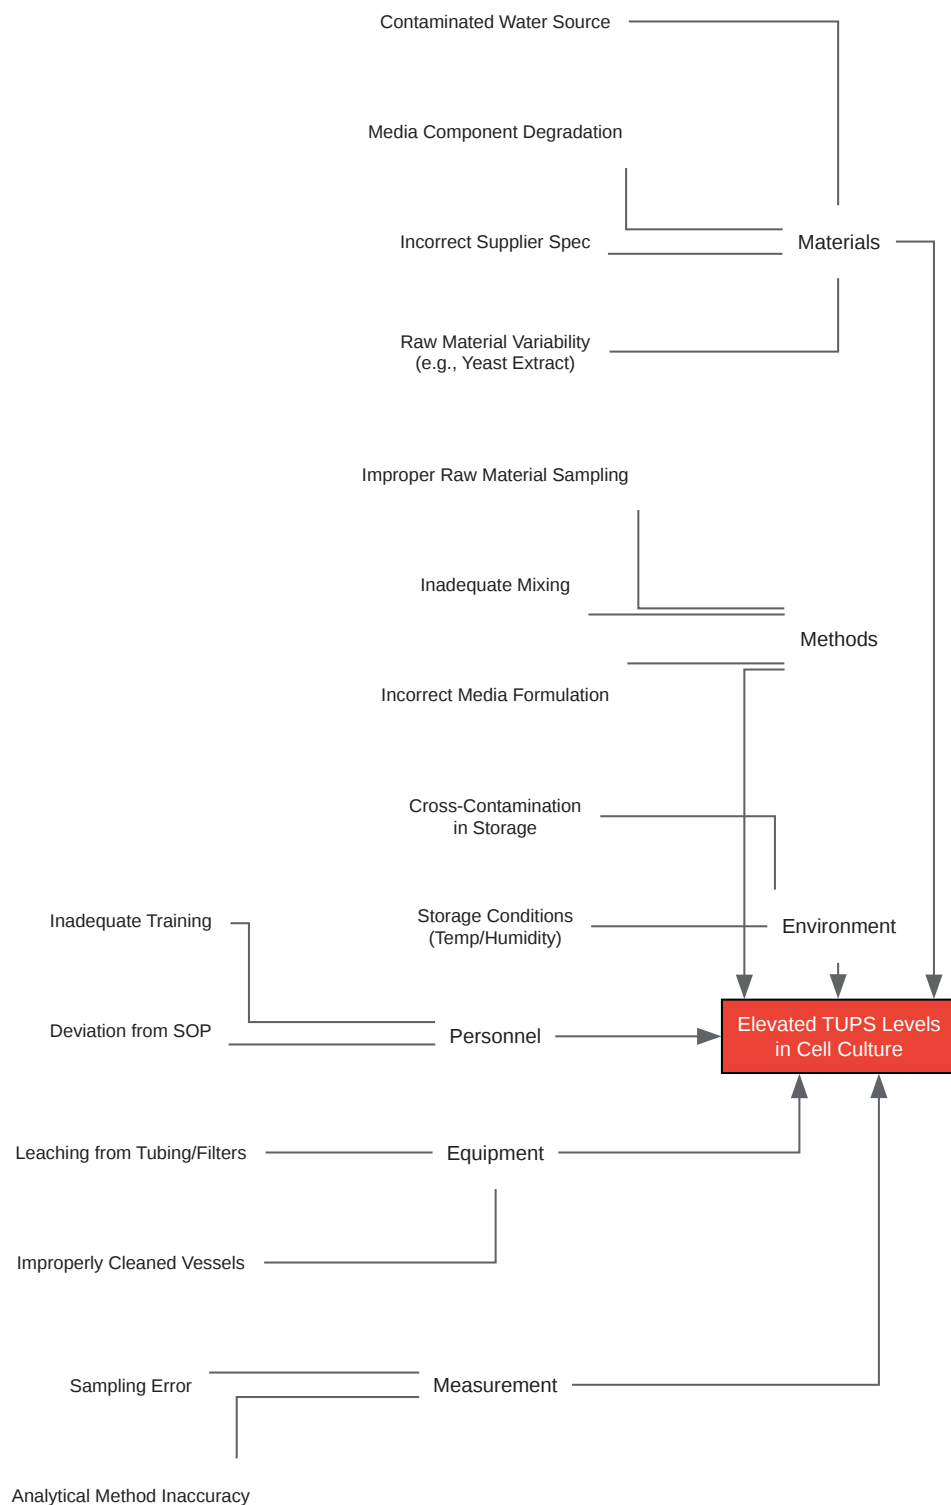 Contaminated Water Source
Media Component Degradation
Incorrect Supplier Spec
Materials
Raw Material Variability
(e.g., Yeast Extract)
Improper Raw Material Sampling
Inadequate Mixing
Methods
Incorrect Media Formulation
Cross-Contamination
in Storage
Inadequate Training
Storage Conditions
(Temp/Humidity)
Environment
Deviation from SOP
Personnel
Elevated TUPS Levels
in Cell Culture
Leaching from Tubing/Filters
Equipment
Improperly Cleaned Vessels
Sampling Error
Measurement
Analytical Method Inaccuracy